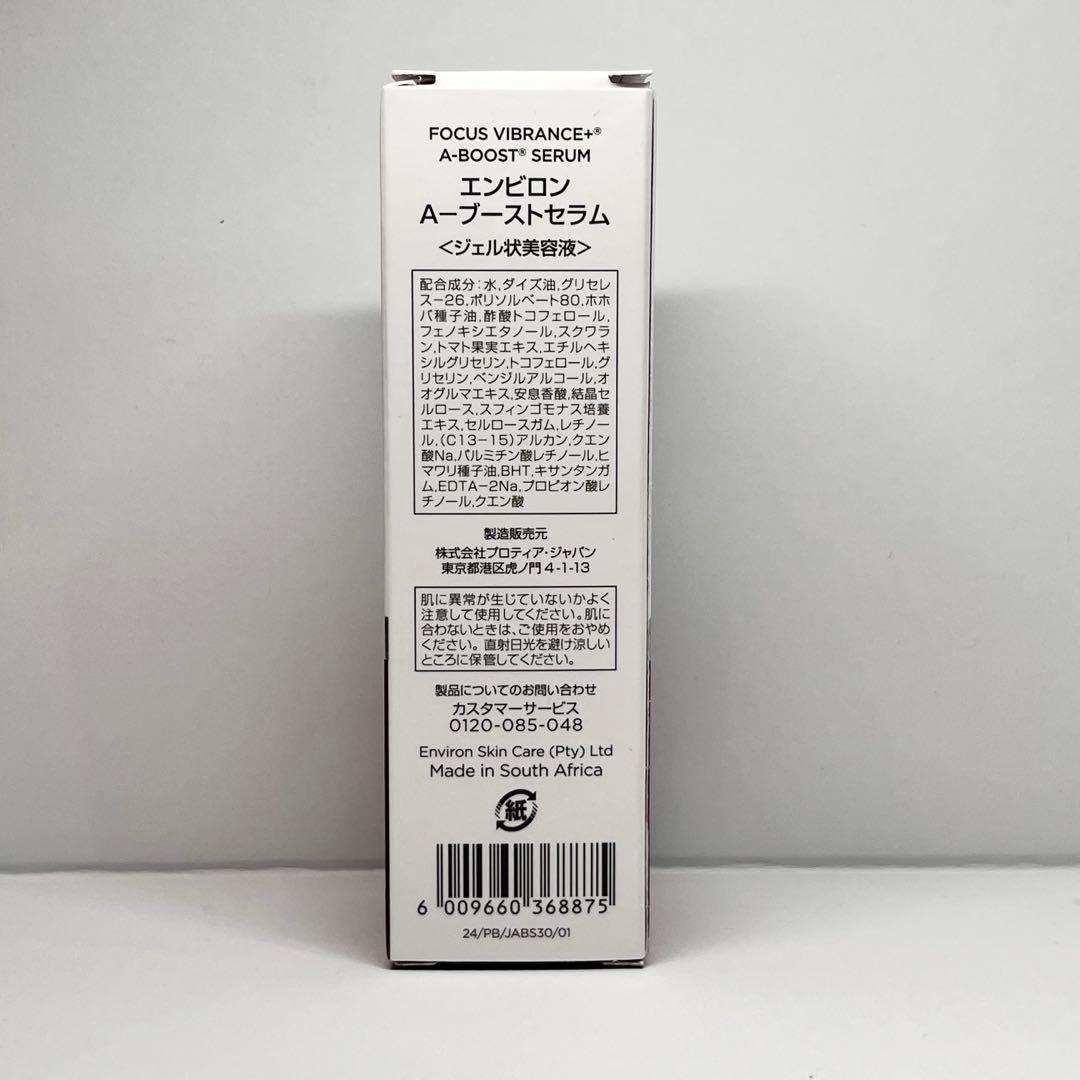 FOCUS VIBRANCE+®
A-BOOST® SERUM
エンビロン
A−ブーストセラム
<ジェル状美容液>
配合成分:水,ダイズ油,グリセレ
ス−26,ポリソルベート80,ホホ
バ種子油,酢酸トコフェロール,
フェノキシエタノール,スクワラ
ン,トマト果実エキス,エチルヘキ
シルグリセリン,トコフェロール,グ
リセリン,ベンジルアルコール,オ
オグルマエキス,安息香酸,結晶セ
ルロース,スフィンゴモナス培養
エキス,セルロースガム,レチノー
ル,(C13−15)アルカン,クエン
酸Na,パルミチン酸レチノール,ヒ
マワリ種子油,BHT,キサンタンガ
ム,EDTA−2Na,プロピオン酸レ
チノール,クエン酸
製造販売元
株式会社プロティア・ジャパン
東京都港区虎ノ門4-1-13
肌に異常が生じていないかよく
注意して使用してください。肌に
合わないときは、ご使用をおやめ
ください。直射日光を避け涼しい
ところに保管してください。
製品についてのお問い合わせ
カスタマーサービス
0120-085-048
Environ Skin Care (Pty) Ltd
Made in South Africa
紙
6 009660 368875
24/PB/JABS30/01